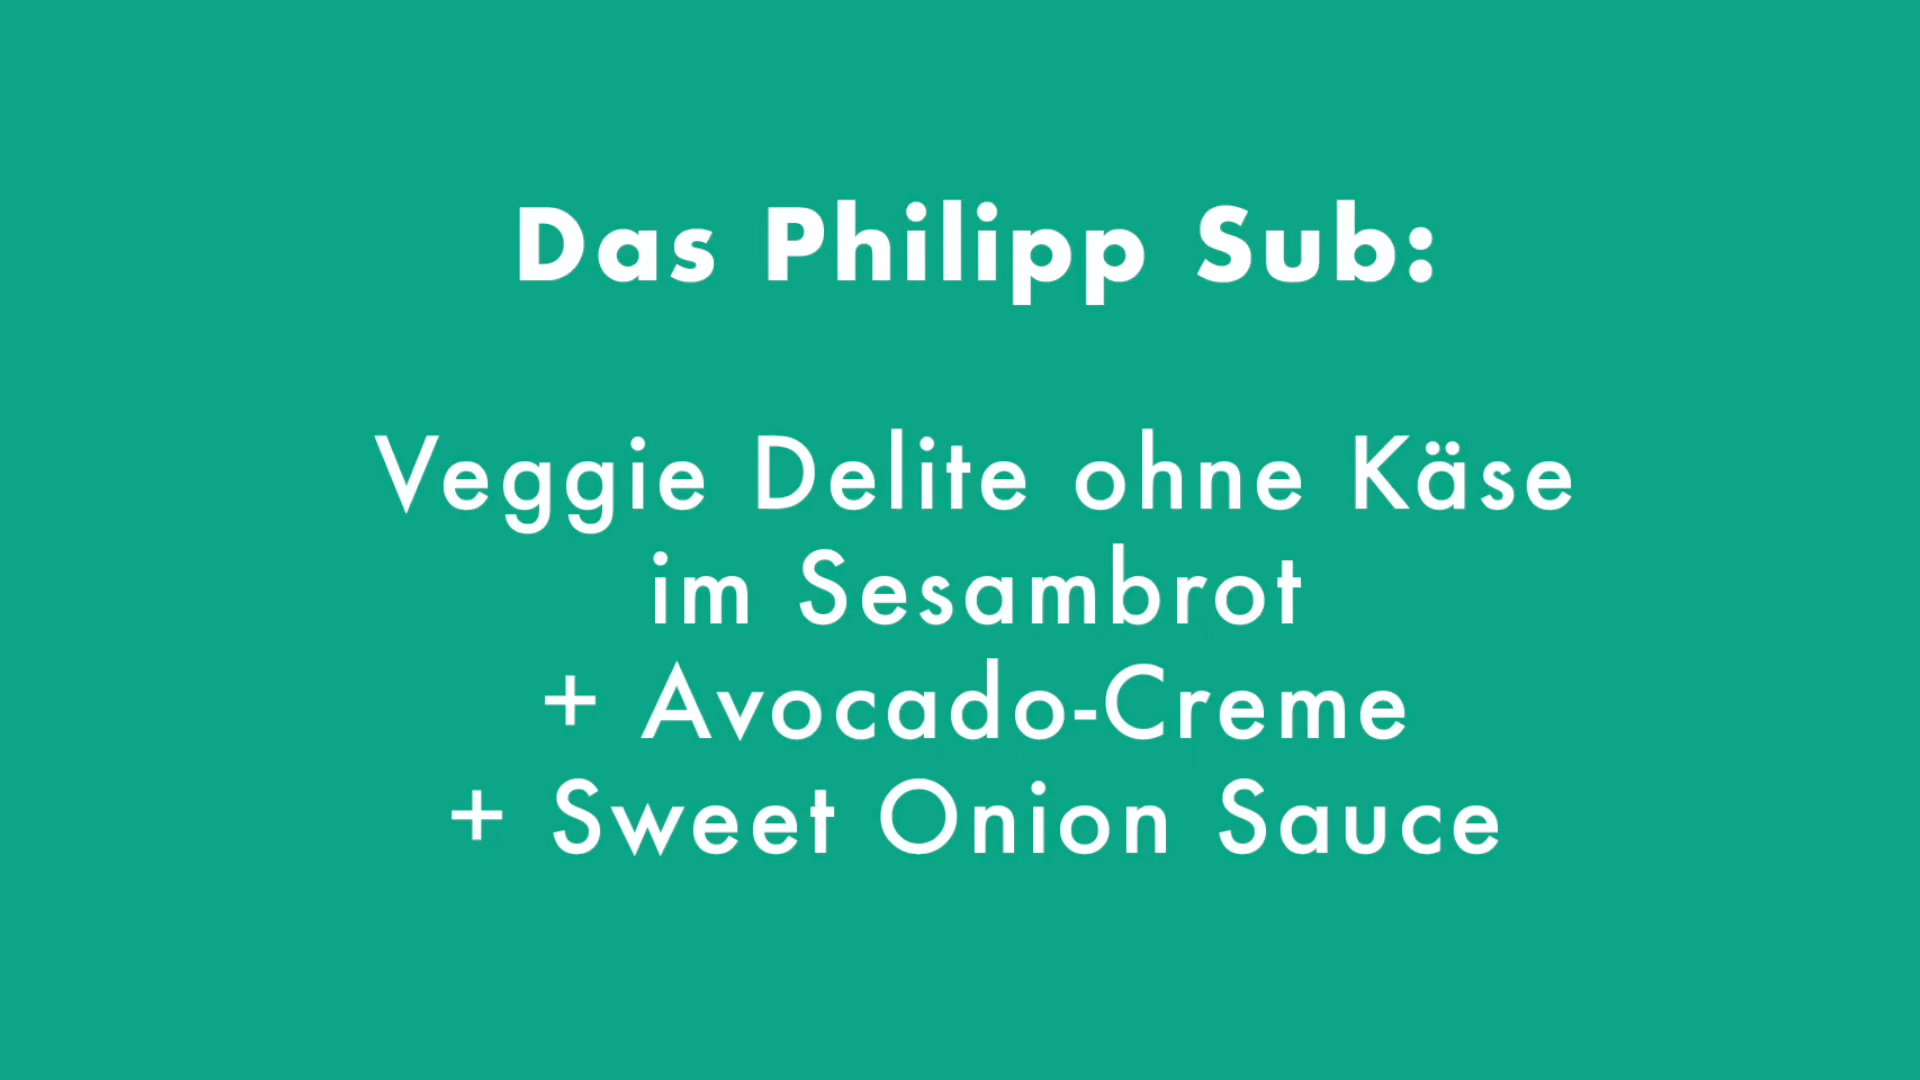 Das Philipp Sub:
Veggie Delite ohne Käse
im Sesambrot
+ Avocado-Creme
+ Sweet Onion Sauce